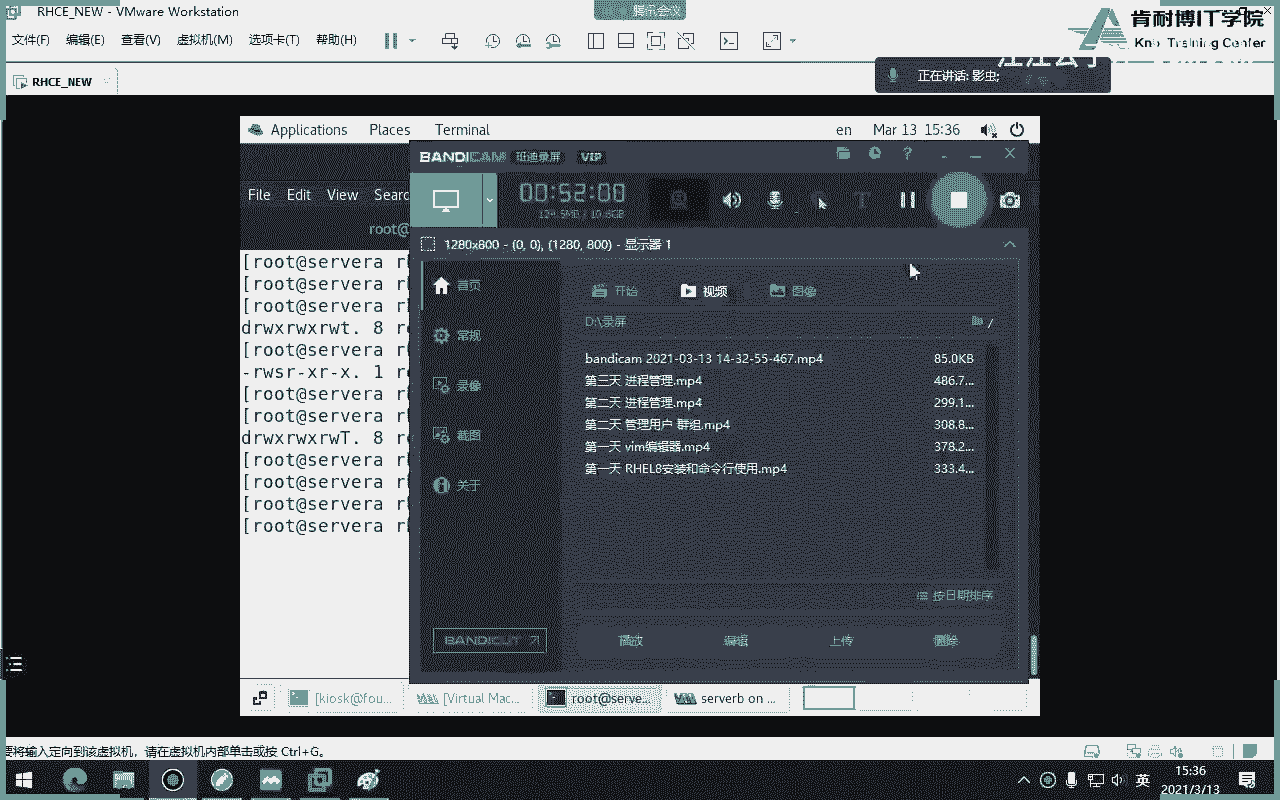 RHCE_NEW - VMware Workstation
腾讯会议
肯耐博IT学院
文件(F) 编辑(E) 查看(V) 虚拟机(M) 选项卡(T) 帮助(H)
Training Center
RHCE_NEW
正在讲话: 影虫;
Applications Places Terminal en Mar 13 15:36
BANDICAM 班迪录屏 VIP
File Edit View Searc
00:52:00
root@
1280x800 - (0, 0), (1280, 800) - 显示器 1
[root@servera r
[root@servera r
[root@servera r
drwxrwxrwt. 8 r
[root@servera r
-rwsr-xr-x. 1 r
[root@servera r
[root@servera r
drwxrwxrwT. 8 r
[root@servera r
[root@servera r
[root@servera r
[root@servera r
首页
常规
录像
截图
关于
BANDICUT
开始 视频 图像
D:\录屏
bandicam 2021-03-13 14-32-55-467.mp4 85.0KB
第三天 进程管理.mp4 486.7...
第二天 进程管理.mp4 299.1...
第二天 管理用户 群组.mp4 308.8...
第一天 vim编辑器.mp4 378.2...
第一天 RHEL8安装和命令行使用.mp4 333.4...
按日期排序
播放 编辑 上传 删除
[kiosk@fou... [Virtual Mac... root@serve... serverb on ...
要将输入定向到该虚拟机，请在虚拟机内部单击或按 Ctrl+G。
英
15:36
2021/3/13